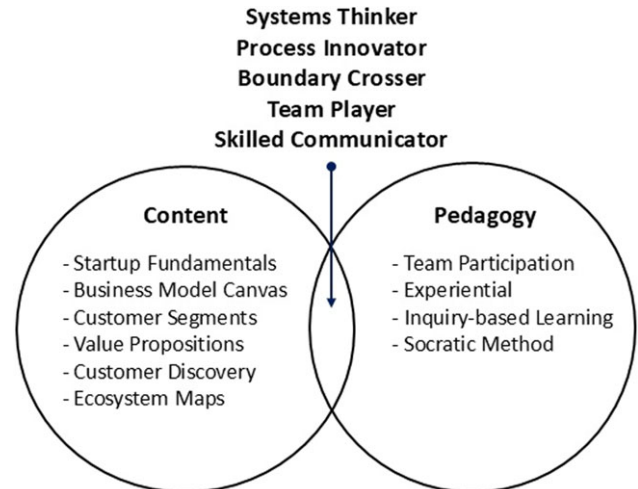 Systems Thinker
Process Innovator
Boundary Crosser
Team Player
Skilled Communicator
Content
- Startup Fundamentals
- Business Model Canvas
- Customer Segments
- Value Propositions
- Customer Discovery
- Ecosystem Maps
Pedagogy
- Team Participation
- Experiential
- Inquiry-based Learning
- Socratic Method